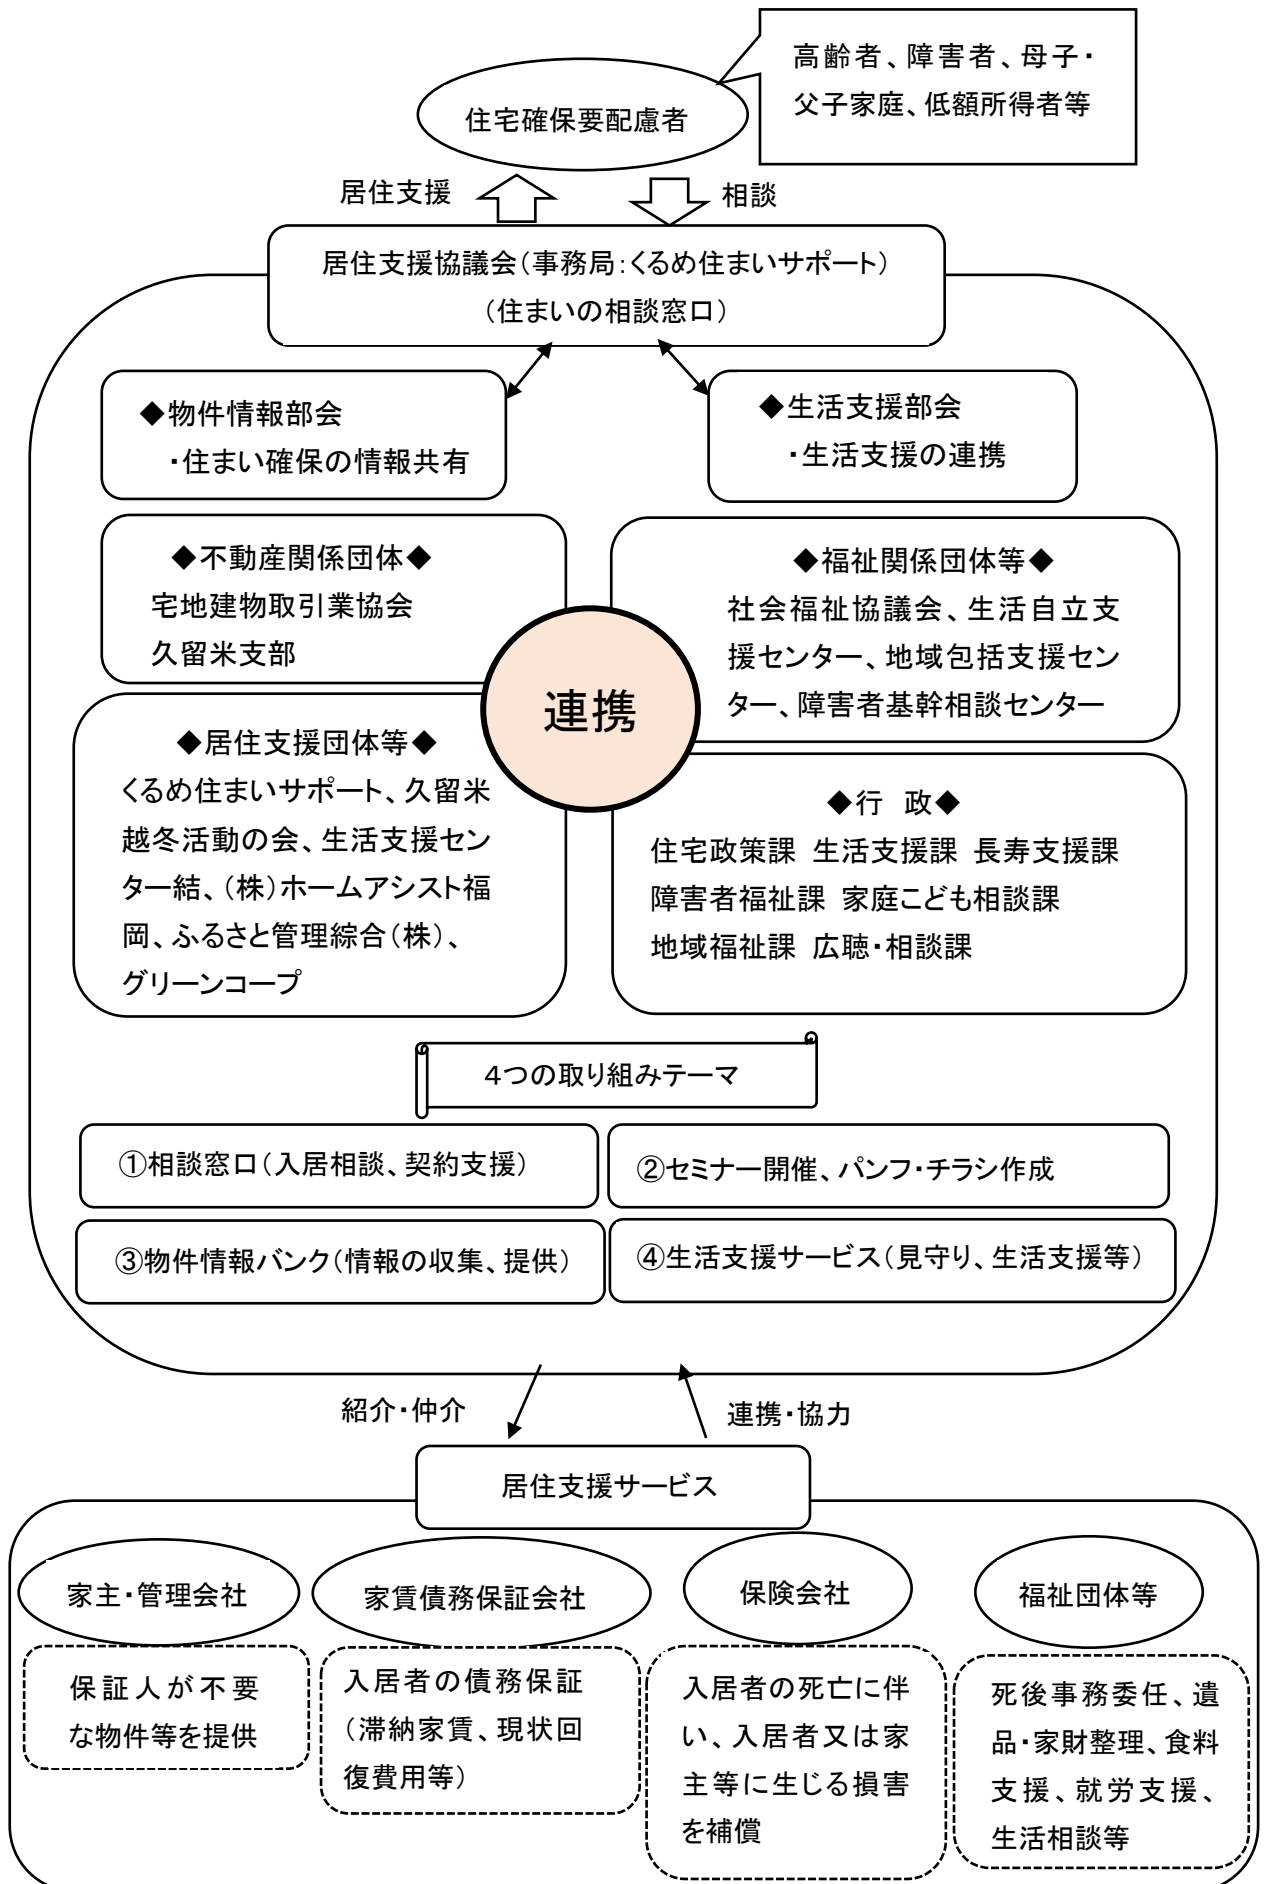 高齢者、障害者、母子・
父子家庭、低額所得者等
住宅確保要配慮者
居住支援
相談
居住支援協議会（事務局：くるめ住まいサポート）
（住まいの相談窓口）
◆物件情報部会
・住まい確保の情報共有
◆生活支援部会
・生活支援の連携
◆不動産関係団体◆
宅地建物取引業協会
久留米支部
◆福祉関係団体等◆
社会福祉協議会、生活自立支
援センター、地域包括支援セン
ター、障害者基幹相談センター
連携
◆居住支援団体等◆
くるめ住まいサポート、久留米
越冬活動の会、生活支援セン
ター結、（株）ホームアシスト福
岡、ふるさと管理綜合（株）、
グリーンコープ
◆行　政◆
住宅政策課 生活支援課 長寿支援課
障害者福祉課 家庭こども相談課
地域福祉課 広聴・相談課
４つの取り組みテーマ
①相談窓口（入居相談、契約支援）
②セミナー開催、パンフ・チラシ作成
③物件情報バンク（情報の収集、提供）
④生活支援サービス（見守り、生活支援等）
紹介・仲介
連携・協力
居住支援サービス
家主・管理会社
保証人が不要
な物件等を提供
家賃債務保証会社
入居者の債務保証
（滞納家賃、現状回
復費用等）
保険会社
入居者の死亡に伴
い、入居者又は家
主等に生じる損害
を補償
福祉団体等
死後事務委任、遺
品・家財整理、食料
支援、就労支援、
生活相談等